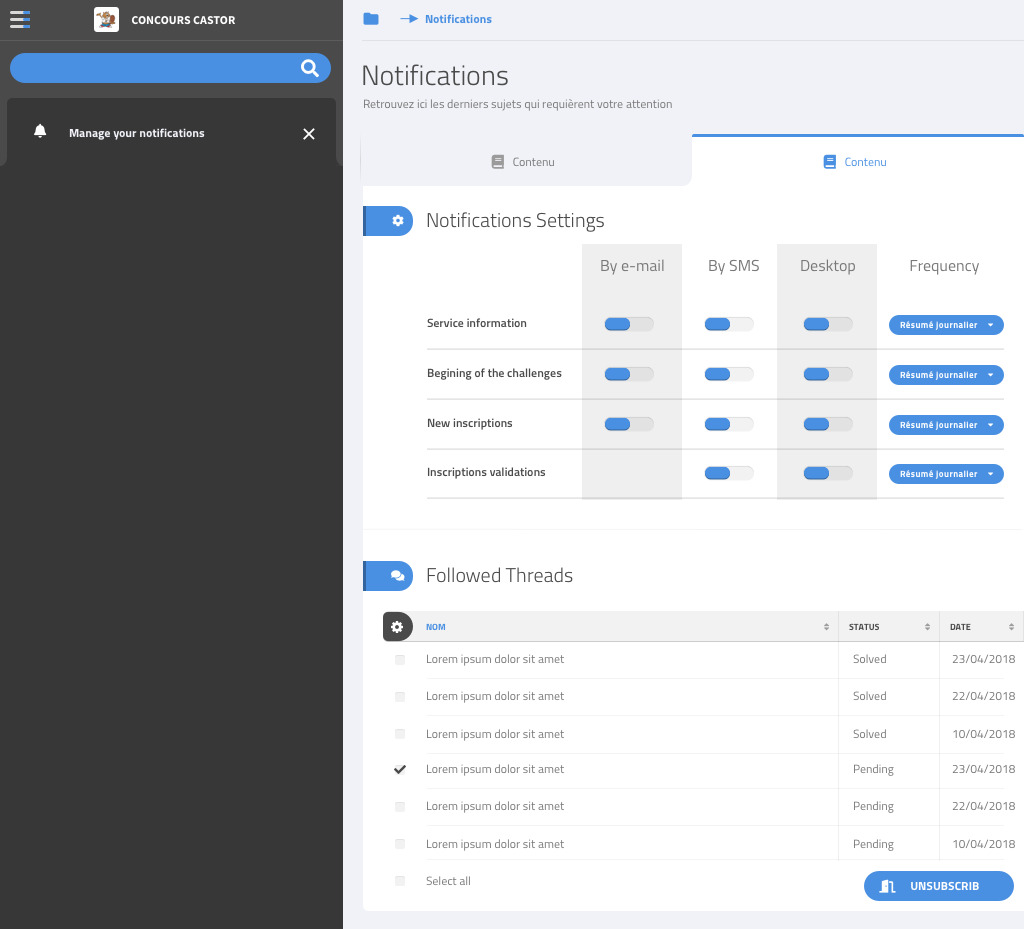 CONCOURS CASTOR
Manage your notifications
Notifications
Notifications
Retrouvez ici les derniers sujets qui requièrent votre attention
Contenu
Contenu
Notifications Settings
By e-mail By SMS Desktop Frequency
Service information Résumé journalier
Begining of the challenges Résumé journalier
New inscriptions Résumé journalier
Inscriptions validations Résumé journalier
Followed Threads
NOM STATUS DATE
Lorem ipsum dolor sit amet Solved 23/04/2018
Lorem ipsum dolor sit amet Solved 22/04/2018
Lorem ipsum dolor sit amet Solved 10/04/2018
Lorem ipsum dolor sit amet Pending 23/04/2018
Lorem ipsum dolor sit amet Pending 22/04/2018
Lorem ipsum dolor sit amet Pending 10/04/2018
Select all
UNSUBSCRIB